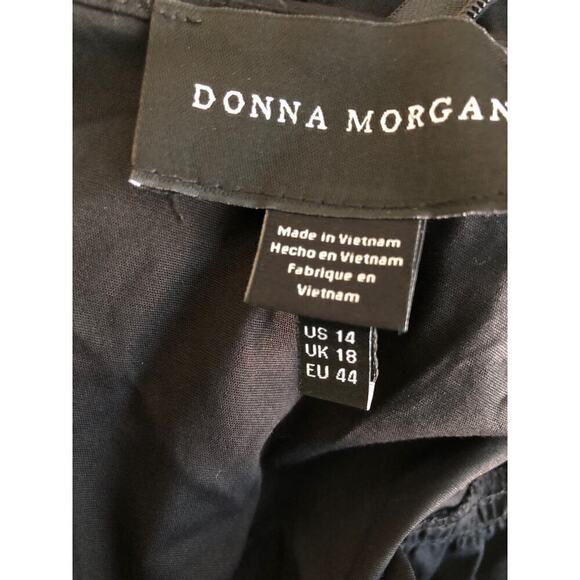 DONNA MORGAN
Made in Vietnam
Hecho en Vietnam
Fabrique en
Vietnam
US 14
UK 18
EU 44